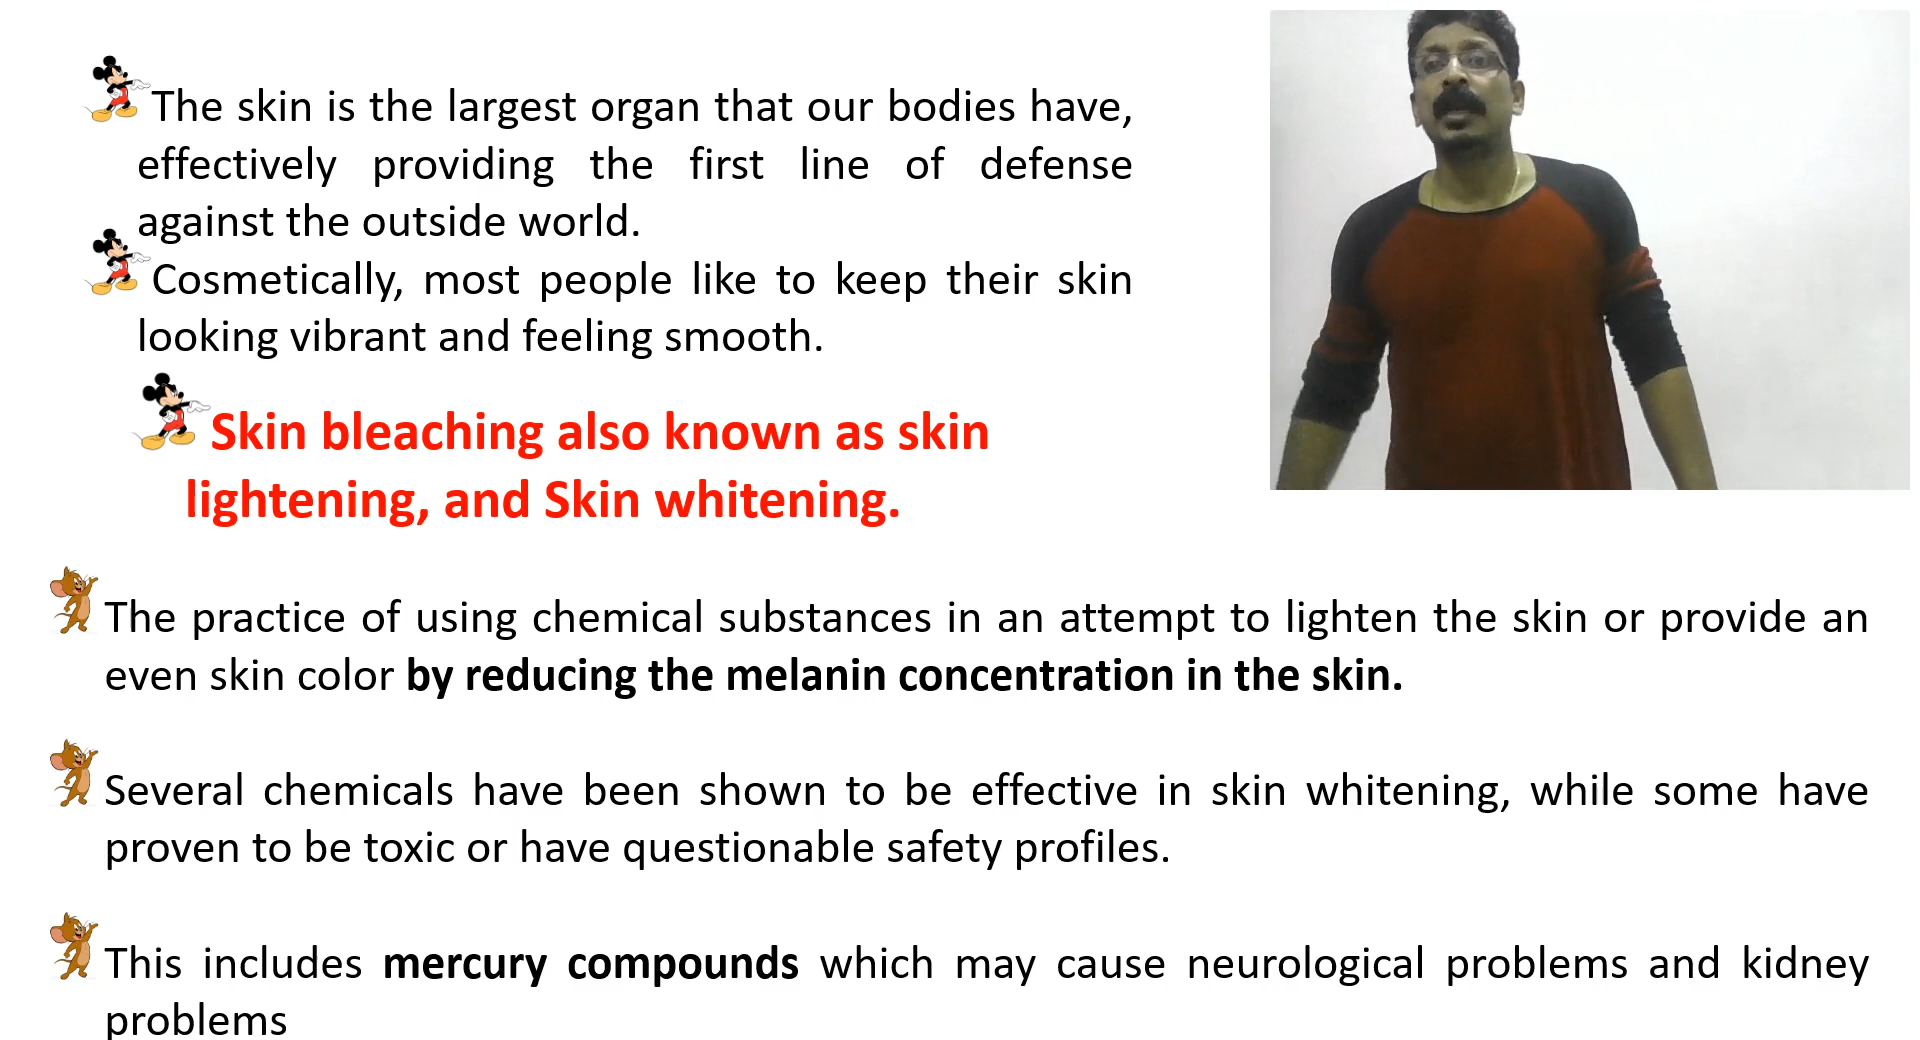 The skin is the largest organ that our bodies have,
effectively providing the first line of defense
against the outside world.
Cosmetically, most people like to keep their skin
looking vibrant and feeling smooth.
Skin bleaching also known as skin
lightening, and Skin whitening.
The practice of using chemical substances in an attempt to lighten the skin or provide an
even skin color by reducing the melanin concentration in the skin.
Several chemicals have been shown to be effective in skin whitening, while some have
proven to be toxic or have questionable safety profiles.
This includes mercury compounds which may cause neurological problems and kidney
problems